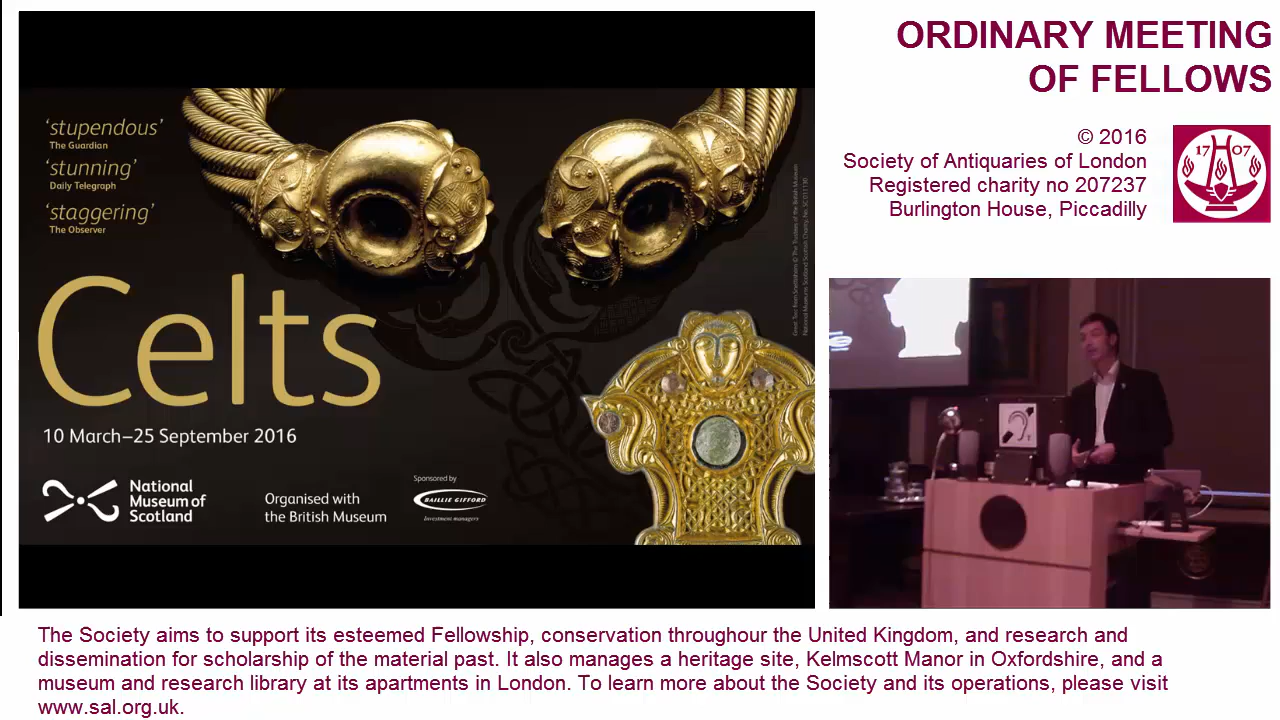 ORDINARY MEETING
OF FELLOWS
© 2016
Society of Antiquaries of London
Registered charity no 207237
Burlington House, Piccadilly
17 07
'stupendous'
The Guardian
'stunning'
Daily Telegraph
'staggering'
The Observer
Celts
10 March–25 September 2016
National
Museum of
Scotland
Organised with
the British Museum
Sponsored by
BAILLIE GIFFORD
Investment managers
The Society aims to support its esteemed Fellowship, conservation throughour the United Kingdom, and research and
dissemination for scholarship of the material past. It also manages a heritage site, Kelmscott Manor in Oxfordshire, and a
museum and research library at its apartments in London. To learn more about the Society and its operations, please visit
www.sal.org.uk.